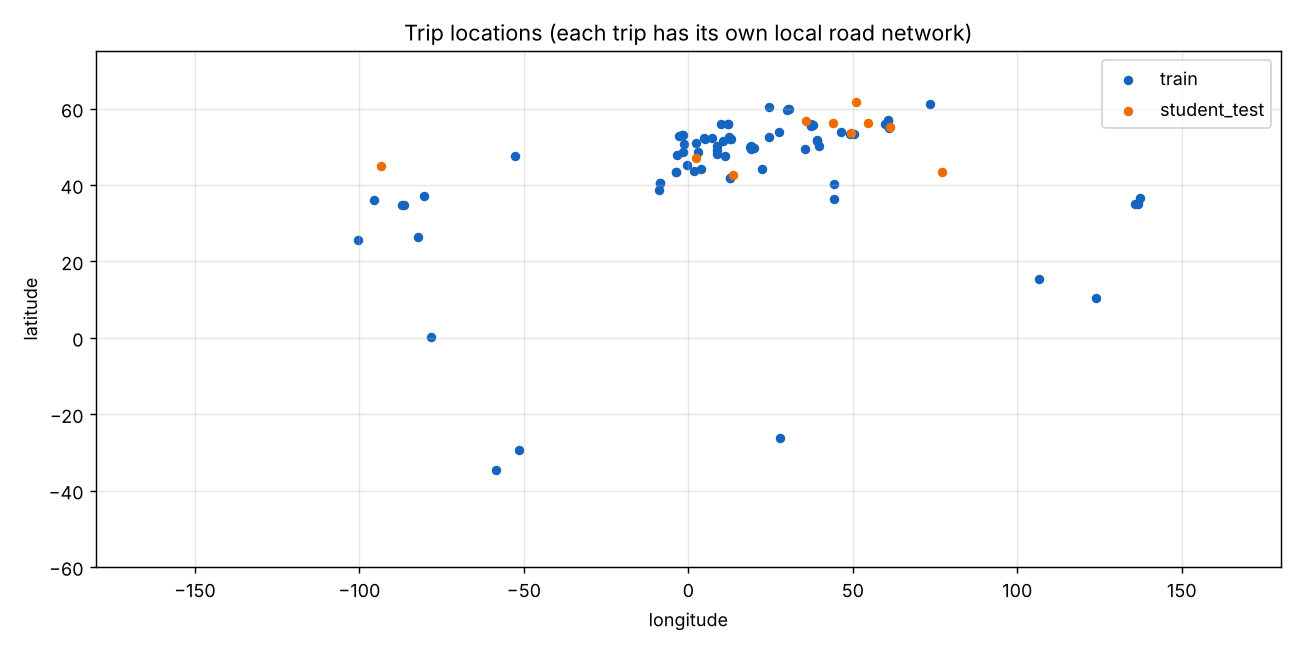 Trip locations (each trip has its own local road network)
train
student_test
60
40
20
0
−20
−40
−60
latitude
−150
−100
−50
0
50
100
150
longitude